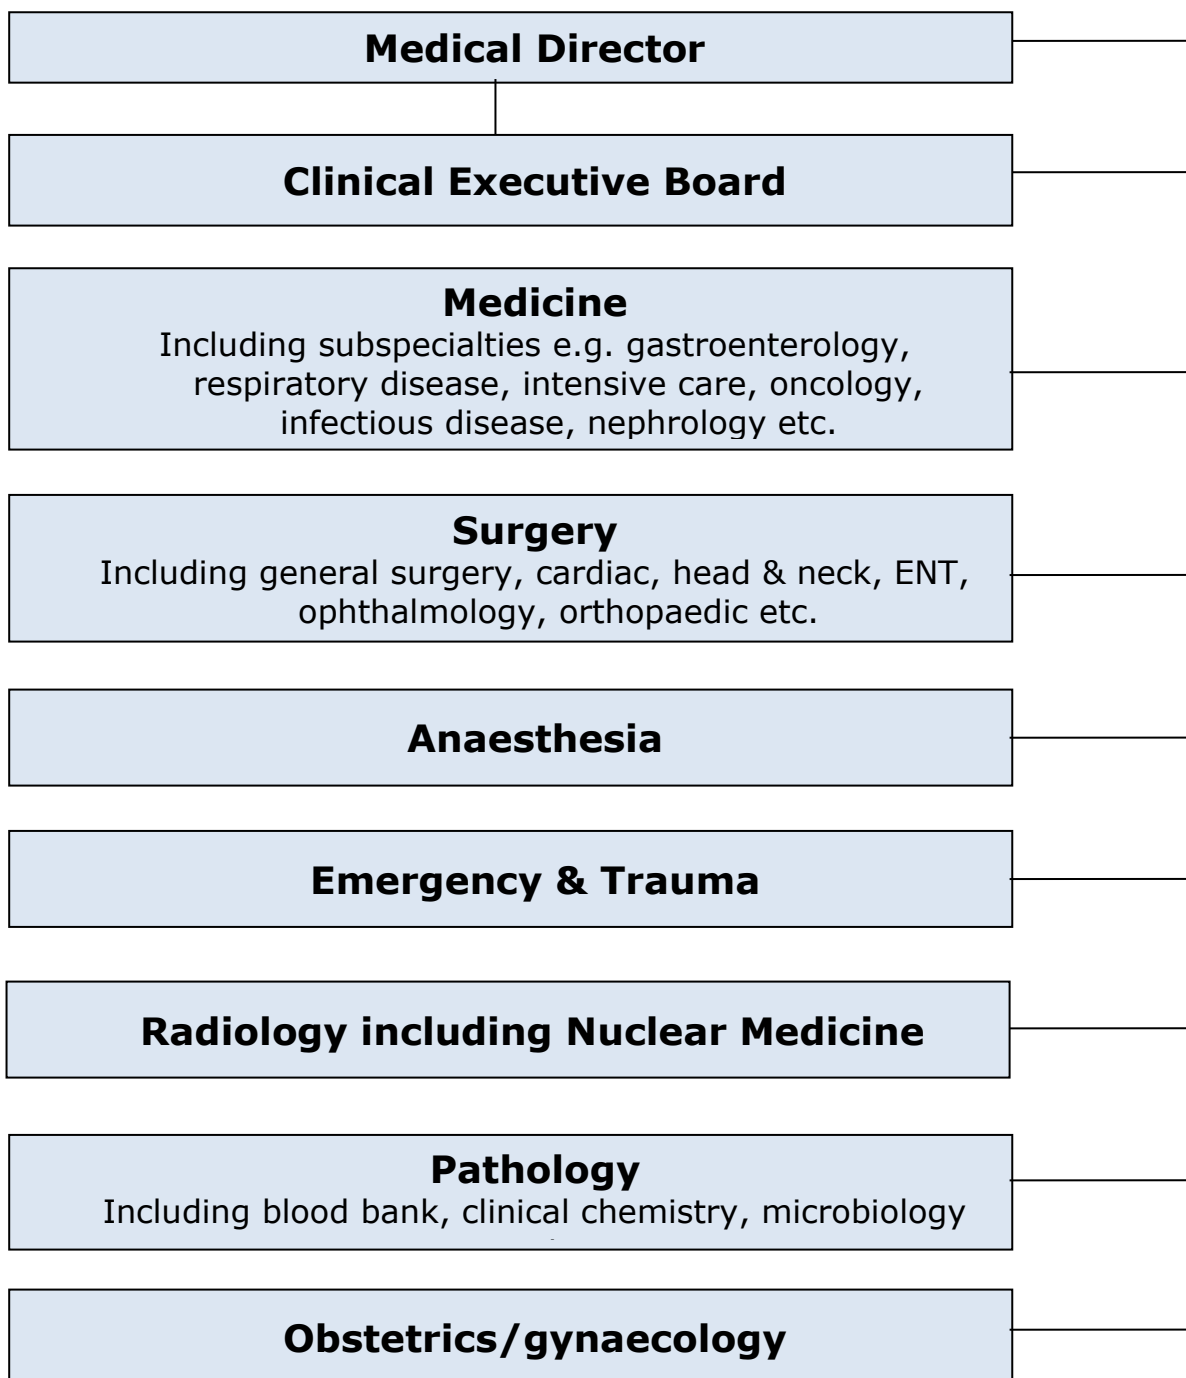 Medical Director
Clinical Executive Board
Medicine
Including subspecialties e.g. gastroenterology,
respiratory disease, intensive care, oncology,
infectious disease, nephrology etc.
Surgery
Including general surgery, cardiac, head & neck, ENT,
ophthalmology, orthopaedic etc.
Anaesthesia
Emergency & Trauma
Radiology including Nuclear Medicine
Pathology
Including blood bank, clinical chemistry, microbiology
Obstetrics/gynaecology